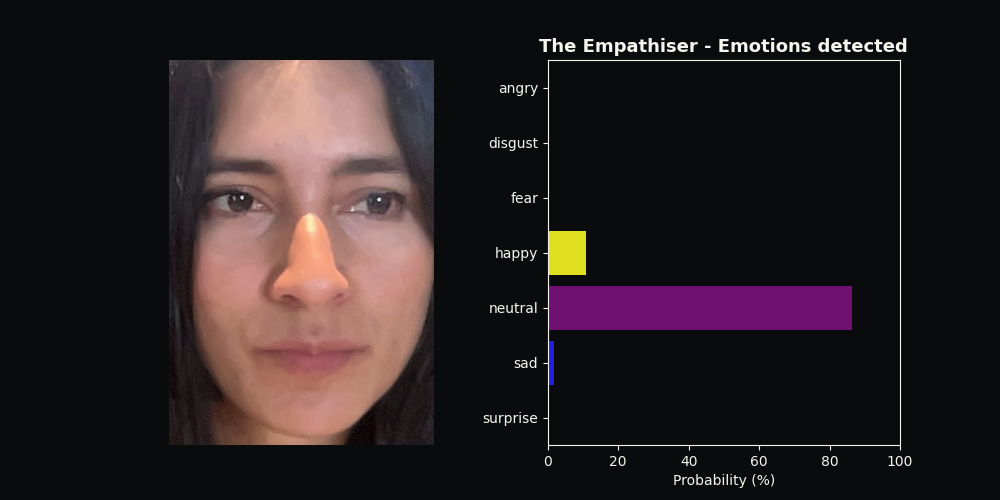 The Empathiser - Emotions detected
angry
disgust
fear
happy
neutral
sad
surprise
0 20 40 60 80 100
Probability (%)